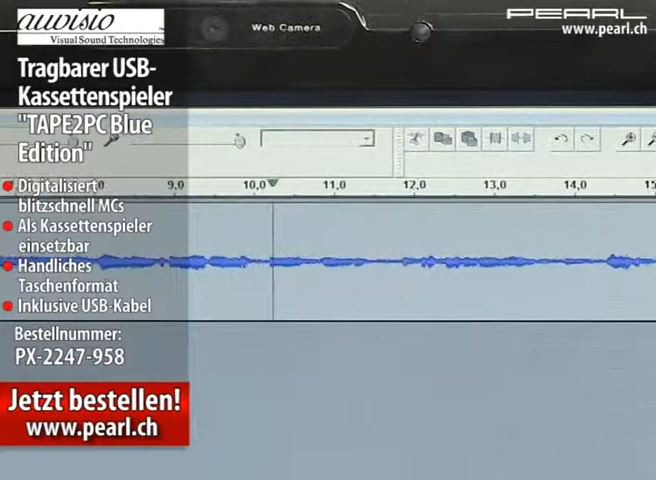 auvisio
Visual Sound Technologies
Web Camera
PEARL
www.pearl.ch
Tragbarer USB-
Kassettenspieler
"TAPE2PC Blue
Edition"
Digitalisiert
blitzschnell MCs
Als Kassettenspieler
einsetzbar
Handliches
Taschenformat
Inklusive USB-Kabel
Bestellnummer:
PX-2247-958
Jetzt bestellen!
www.pearl.ch
9,0 10,0 11,0 12,0 13,0 14,0